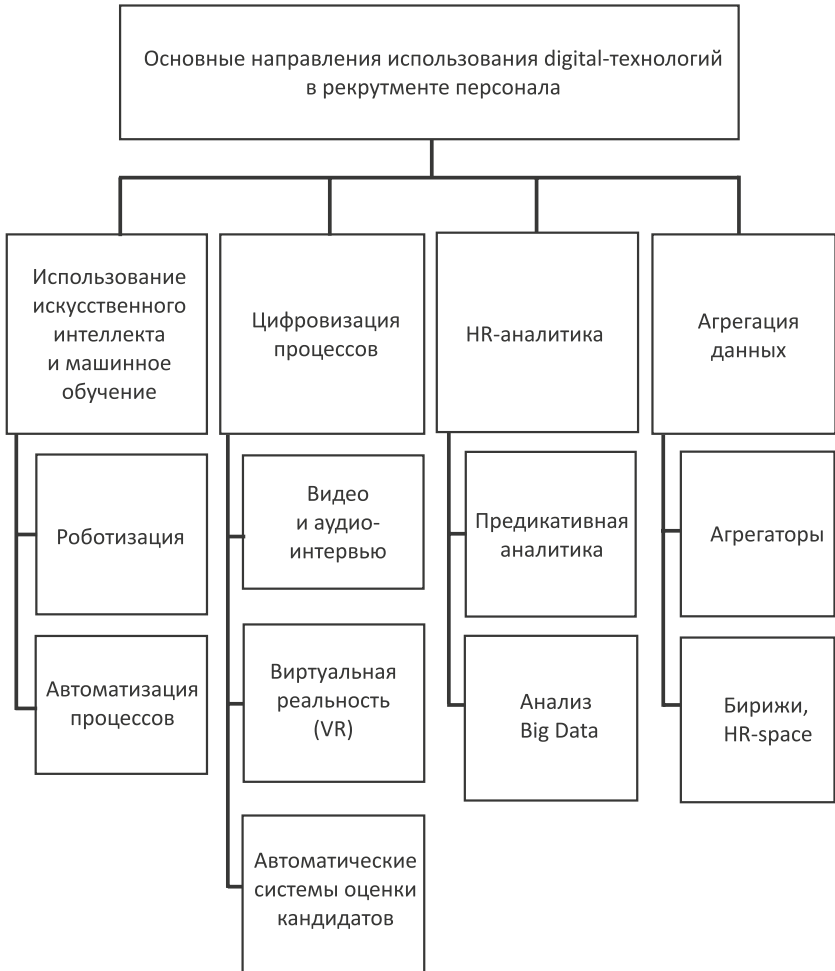 Основные направления использования digital-технологий
в рекрутменте персонала
Использование
искусственного
интеллекта
и машинное
обучение
Роботизация
Автоматизация
процессов
Цифровизация
процессов
Видео
и аудио-
интервью
Виртуальная
реальность
(VR)
Автоматические
системы оценки
кандидатов
HR-аналитика
Предикативная
аналитика
Анализ
Big Data
Агрегация
данных
Агрегаторы
Бирижи,
HR-space